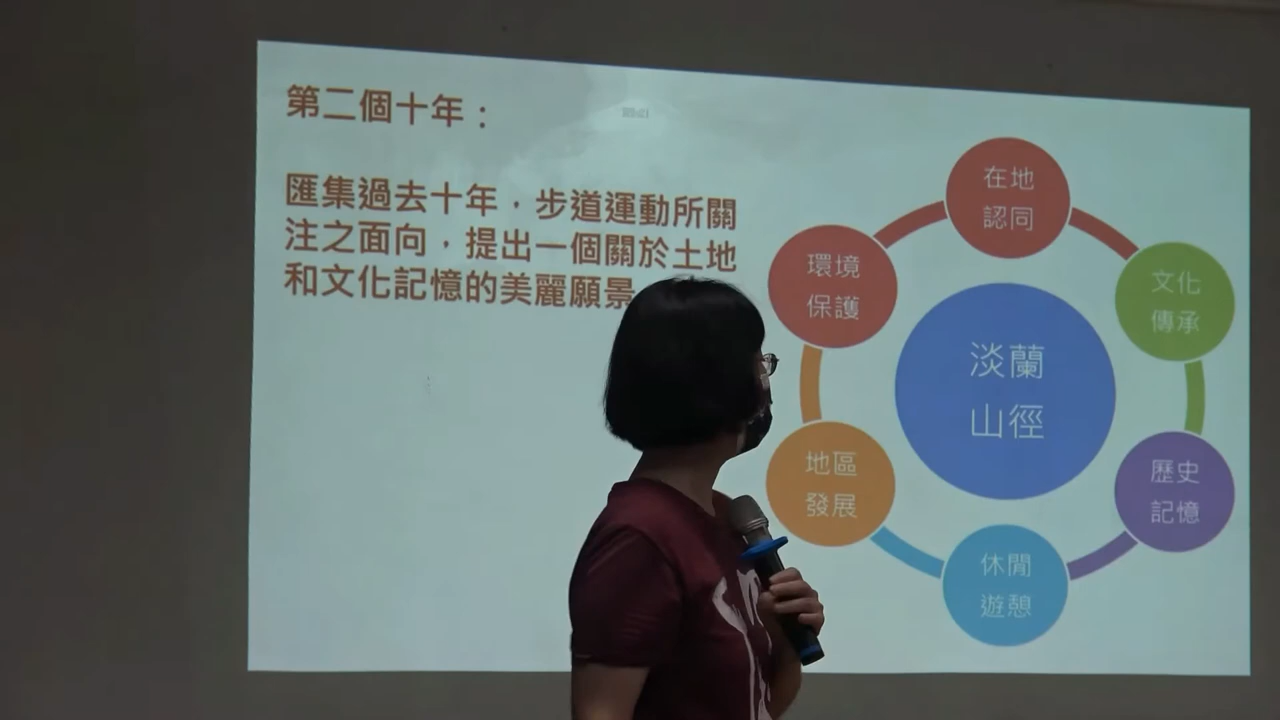 第二個十年：
匯集過去十年，步道運動所關
注之面向，提出一個關於土地
和文化記憶的美麗願景
在地
認同
文化
傳承
歷史
記憶
休閒
遊憩
地區
發展
環境
保護
淡蘭
山徑